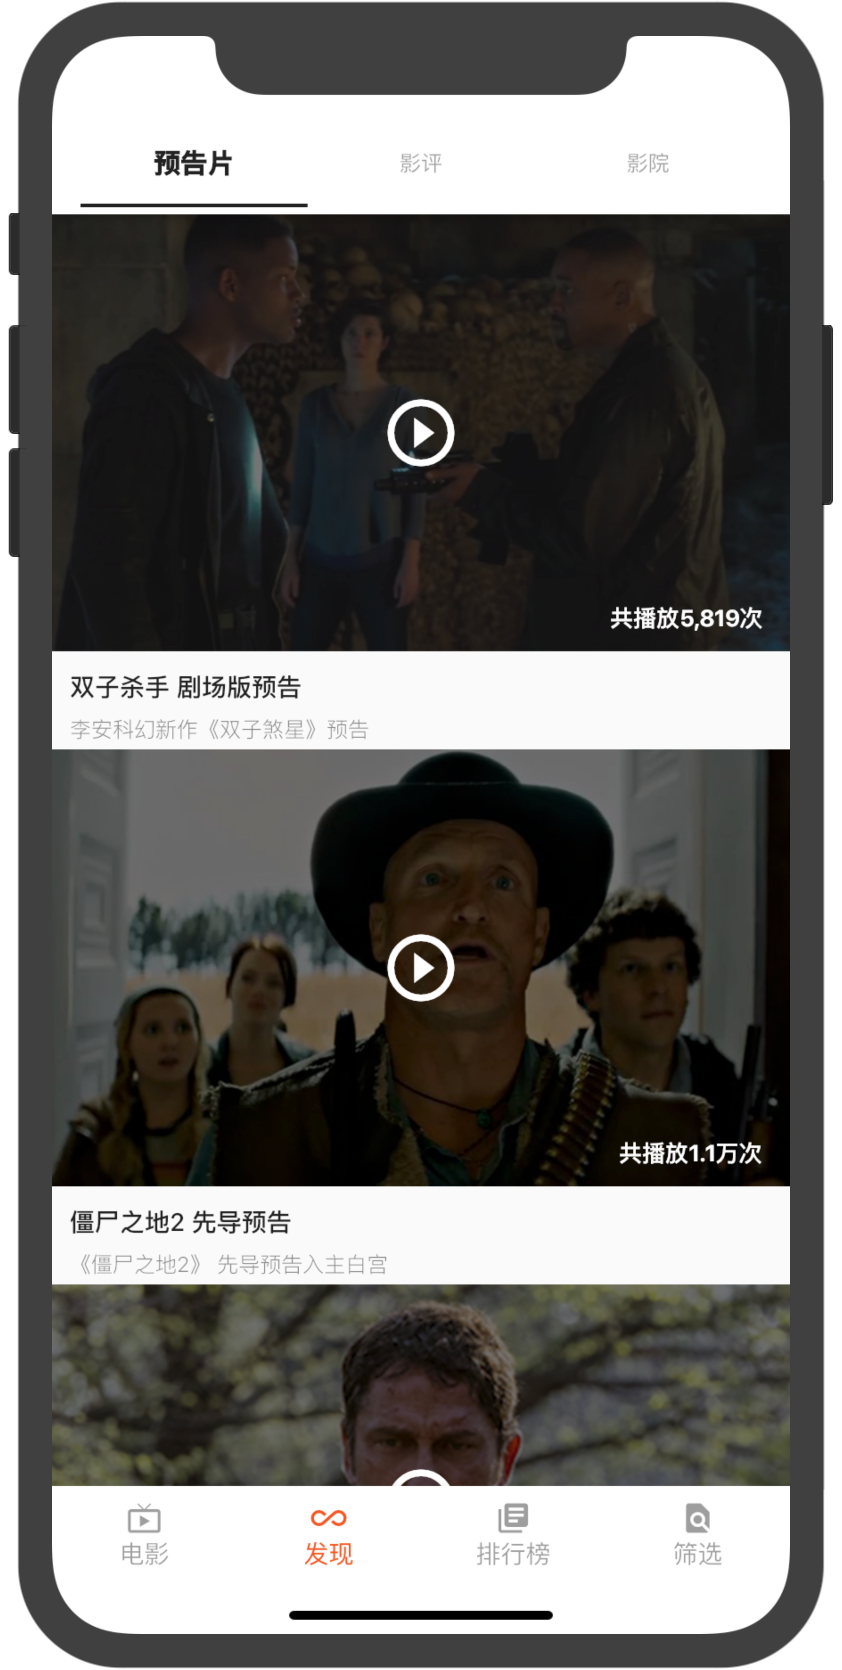 预告片
影评
影院
共播放5,819次
双子杀手 剧场版预告
李安科幻新作《双子煞星》预告
共播放1.1万次
僵尸之地2 先导预告
《僵尸之地2》 先导预告入主白宫
电影
发现
排行榜
筛选